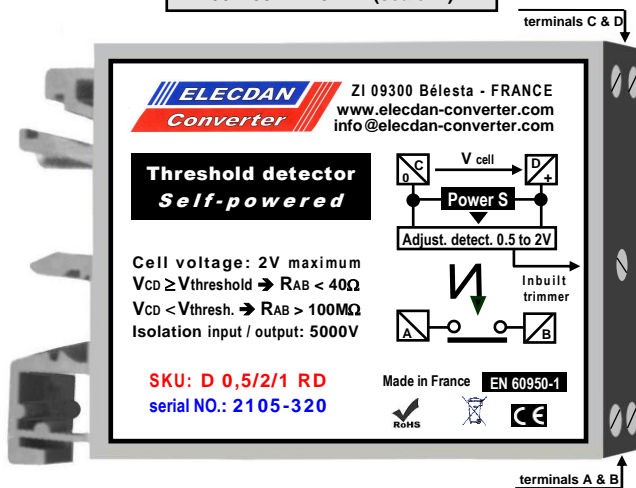 terminals C & D
ELECDAN
Converter
ZI 09300 Bélesta - FRANCE
www.elecdan-converter.com
info@elecdan-converter.com
Threshold detector
Self-powered
C
0
V cell
D
+
Power S
Adjust. detect. 0.5 to 2V
Inbuilt
trimmer
Cell voltage: 2V maximum
VCD ≥ Vthreshold ➔ RAB < 40Ω
VCD < Vthresh. ➔ RAB > 100MΩ
Isolation input / output: 5000V
A
B
SKU: D 0,5/2/1 RD
serial NO.: 2105-320
Made in France
EN 60950-1
RoHS
CE
terminals A & B